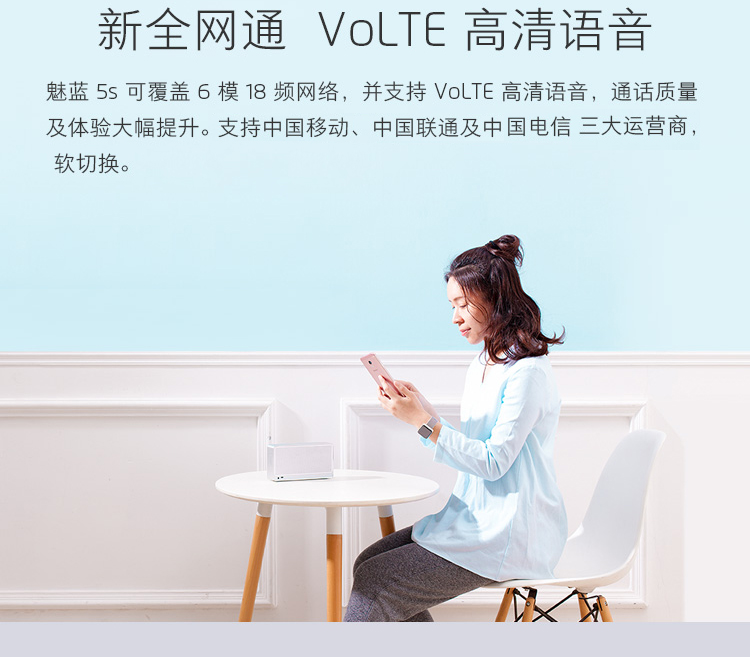 新全网通 VoLTE 高清语音
魅蓝 5s 可覆盖 6 模 18 频网络，并支持 VoLTE 高清语音，通话质量
及体验大幅提升。支持中国移动、中国联通及中国电信 三大运营商，
软切换。